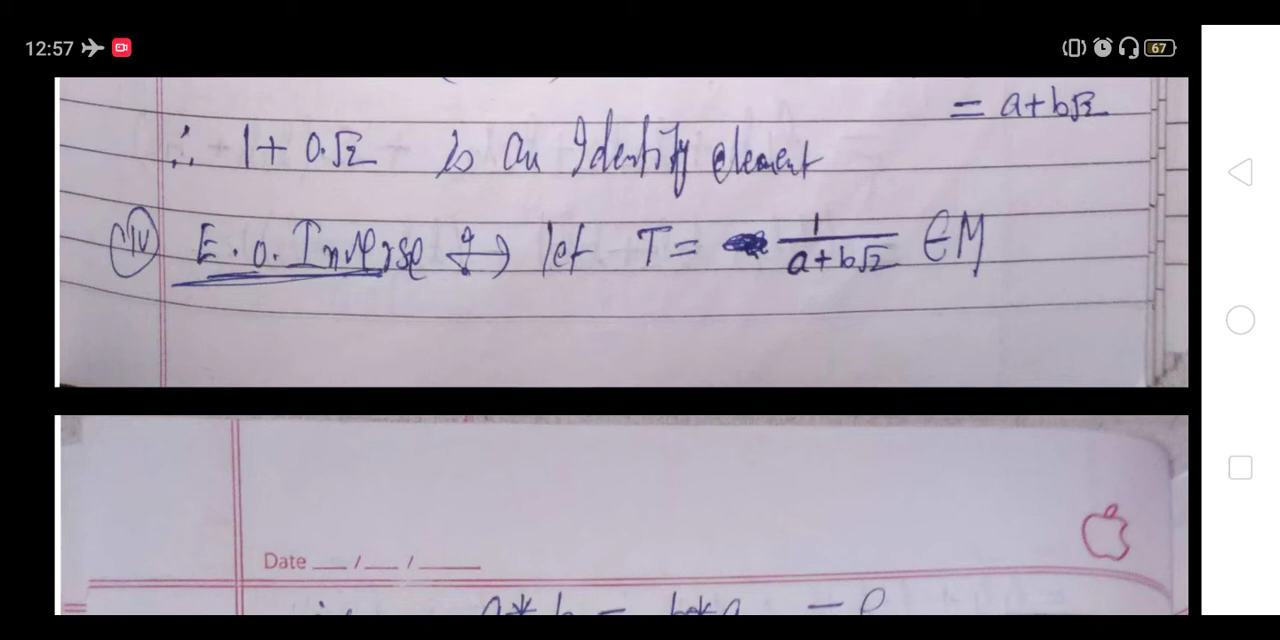 12:57
67
= a+b√2
∴ 1+0.√2 is an Identity element
(iv) E.o. Inverse let T = 1/(a+b√2) ∈ M
Date __/__/____
a * b = b*a = e